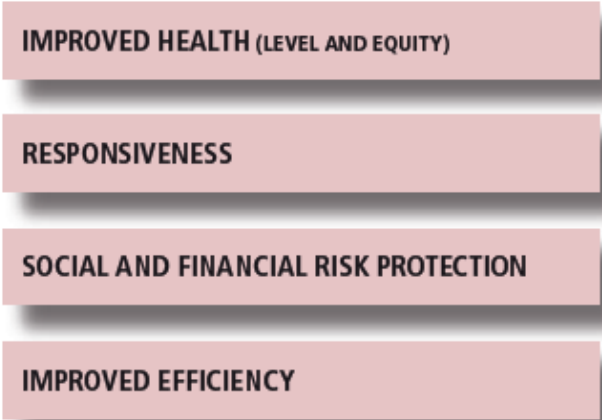 IMPROVED HEALTH (LEVEL AND EQUITY)
RESPONSIVENESS
SOCIAL AND FINANCIAL RISK PROTECTION
IMPROVED EFFICIENCY